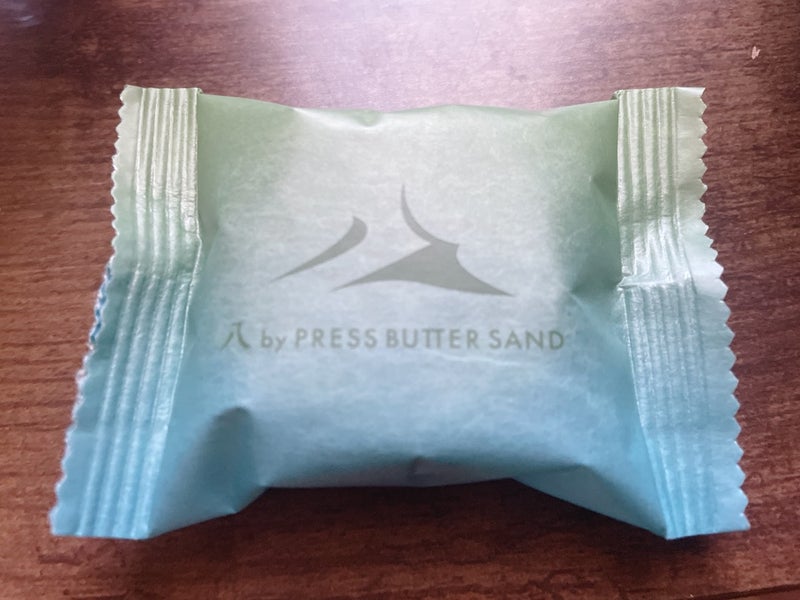 八 by PRESS BUTTER SAND